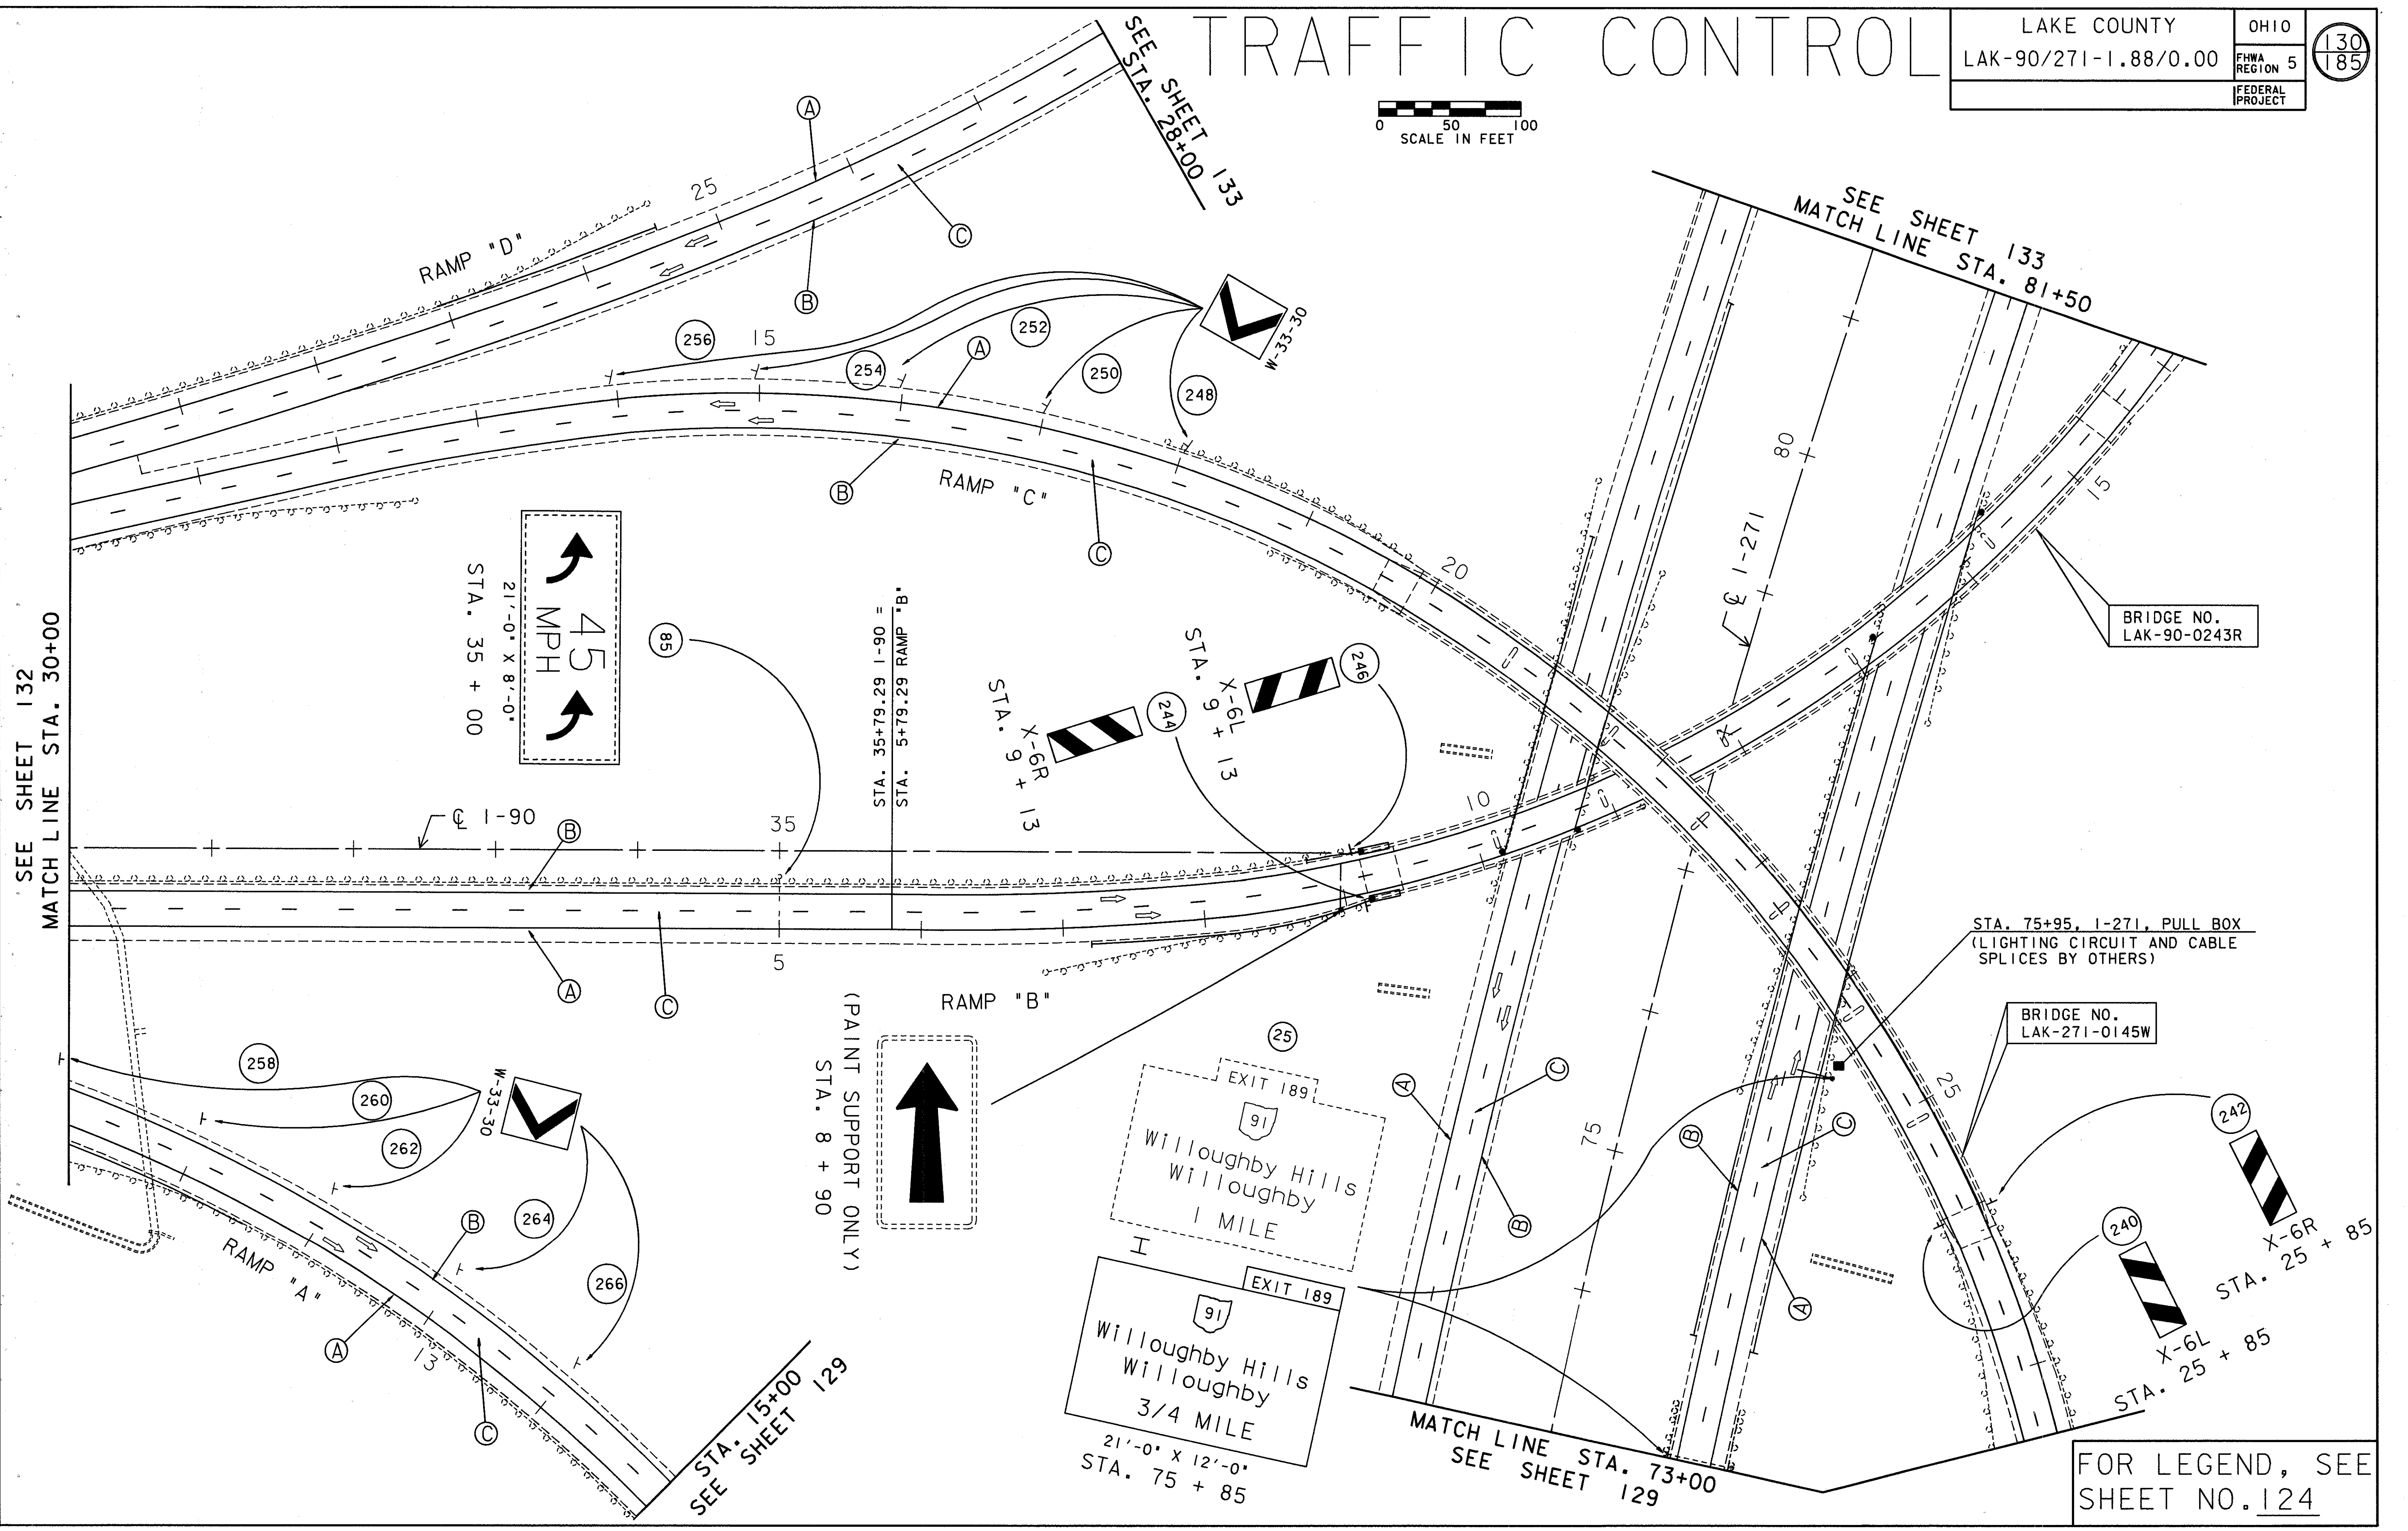 TRAFFIC CONTROL
LAKE COUNTY
LAK-90/271-1.88/0.00
OHIO
FHWA
REGION 5
FEDERAL
PROJECT
130
185
0 50 100
SCALE IN FEET
SEE SHEET 133
STA. 28+00
SEE SHEET 133
MATCH LINE STA. 81+50
A
25
C
RAMP "D"
B
256
15
252
254
A
250
248
W-33-30
B
RAMP "C"
C
20
80
15
℄ I-271
BRIDGE NO.
LAK-90-0243R
45
MPH
21'-0" X 8'-0"
STA. 35 + 00
85
STA. 35+79.29 I-90 =
STA. 5+79.29 RAMP "B"
246
X-6L
STA. 9 + 13
244
X-6R
STA. 9 + 13
SEE SHEET 132
MATCH LINE STA. 30+00
℄ I-90
B
35
10
A
C
5
RAMP "B"
STA. 75+95, I-271, PULL BOX
(LIGHTING CIRCUIT AND CABLE
SPLICES BY OTHERS)
BRIDGE NO.
LAK-271-0145W
(PAINT SUPPORT ONLY)
STA. 8 + 90
25
EXIT 189
91
Willoughby Hills
Willoughby
1 MILE
A
C
B
75
B
C
A
25
242
X-6R
STA. 25 + 85
240
X-6L
STA. 25 + 85
258
260
262
W-33-30
264
266
B
RAMP "A"
A
13
C
STA. 15+00
SEE SHEET 129
EXIT 189
91
Willoughby Hills
Willoughby
3/4 MILE
21'-0" X 12'-0"
STA. 75 + 85
MATCH LINE STA. 73+00
SEE SHEET 129
FOR LEGEND, SEE
SHEET NO. 124